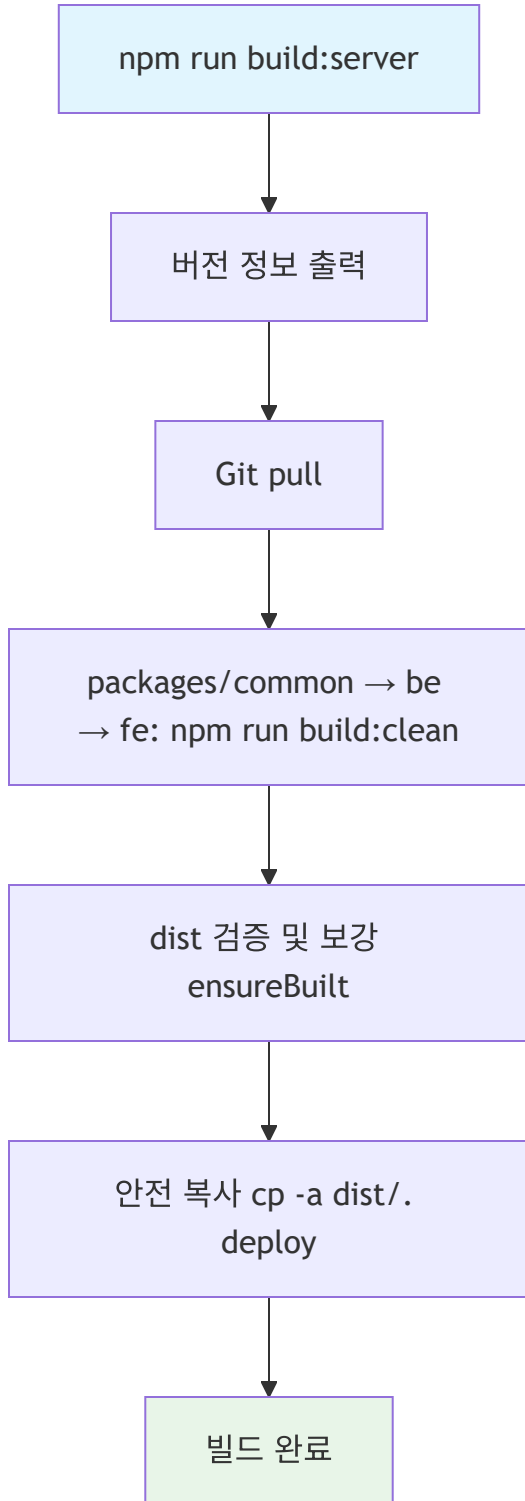 npm run build:server
버전 정보 출력
Git pull
packages/common → be
→ fe: npm run build:clean
dist 검증 및 보강
ensureBuilt
안전 복사 cp -a dist/.
deploy
빌드 완료